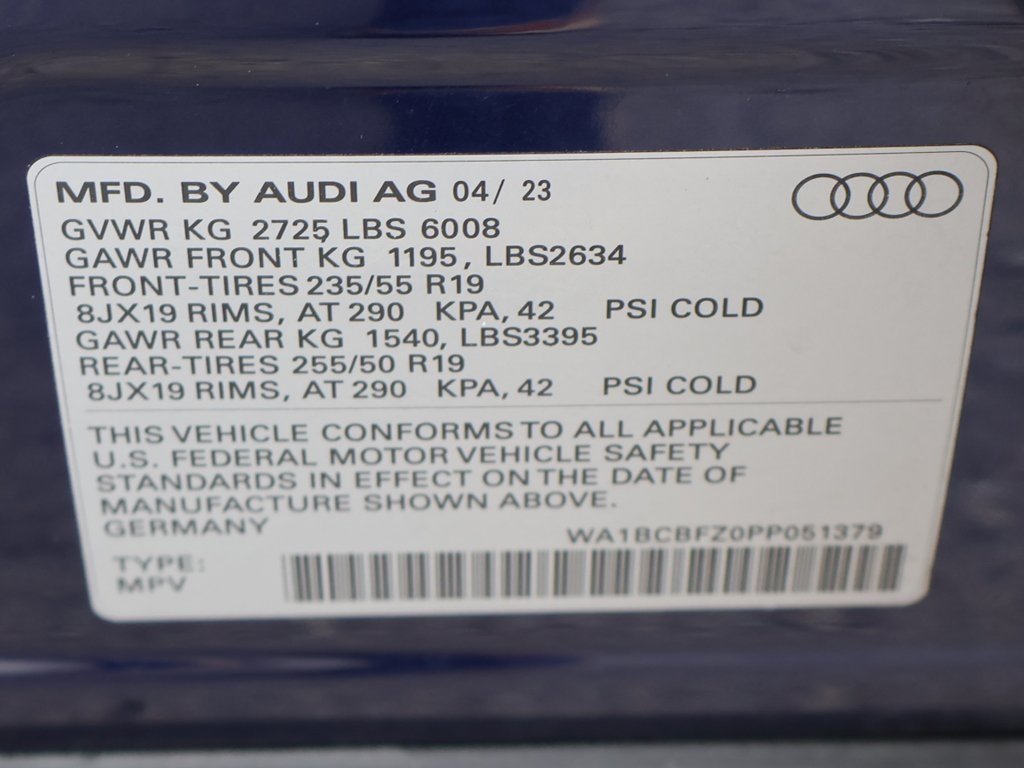 MFD. BY AUDI AG 04/ 23
GVWR KG 2725, LBS 6008
GAWR FRONT KG 1195, LBS2634
FRONT-TIRES 235/55 R19
8JX19 RIMS, AT 290 KPA, 42 PSI COLD
GAWR REAR KG 1540, LBS3395
REAR-TIRES 255/50 R19
8JX19 RIMS, AT 290 KPA, 42 PSI COLD
THIS VEHICLE CONFORMS TO ALL APPLICABLE
U.S. FEDERAL MOTOR VEHICLE SAFETY
STANDARDS IN EFFECT ON THE DATE OF
MANUFACTURE SHOWN ABOVE.
GERMANY
WA1BCBFZ0PP051379
TYPE:
MPV